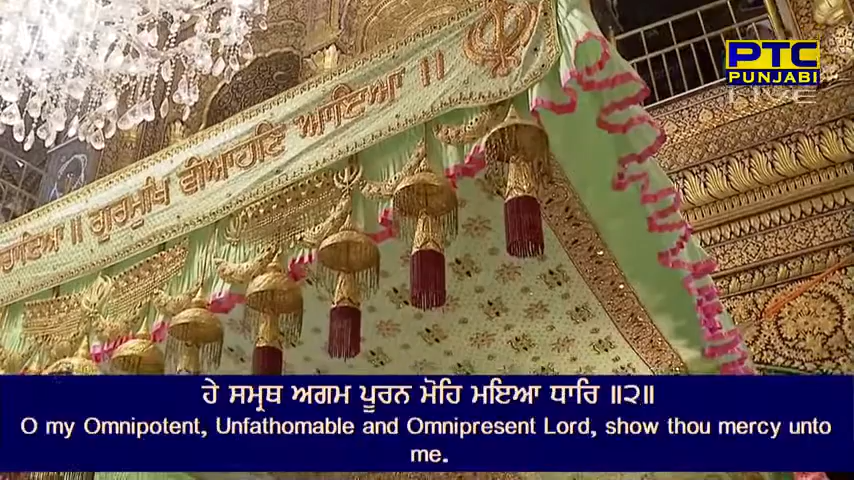 PTC
PUNJABI
LIVE
ਗੁਰਮੁਖਿ ਵੀਆਹਣਿ ਆਇਆ ॥
ਹੇ ਸਮ੍ਰਥ ਅਗਮ ਪੂਰਨ ਮੋਹਿ ਮਇਆ ਧਾਰਿ ॥੨॥
O my Omnipotent, Unfathomable and Omnipresent Lord, show thou mercy unto
me.